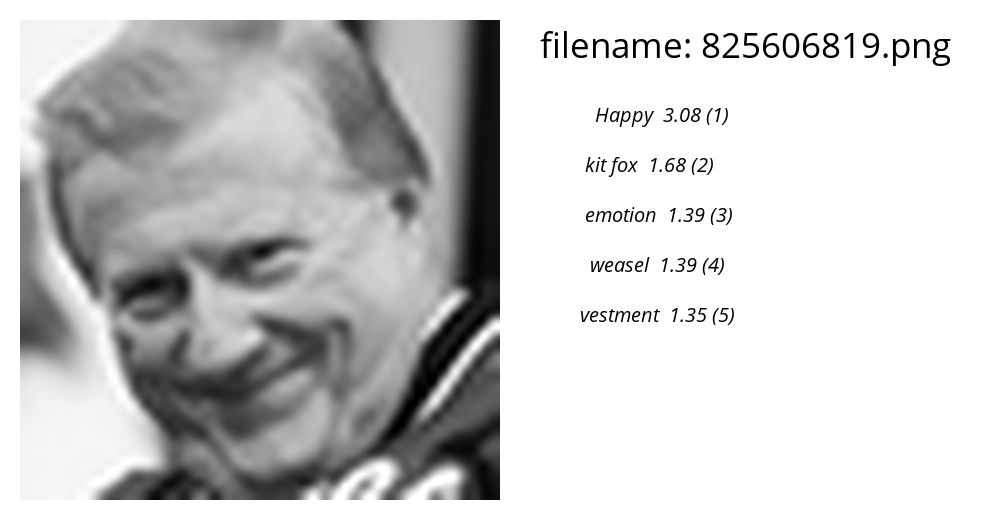 filename: 825606819.png
Happy 3.08 (1)
kit fox 1.68 (2)
emotion 1.39 (3)
weasel 1.39 (4)
vestment 1.35 (5)